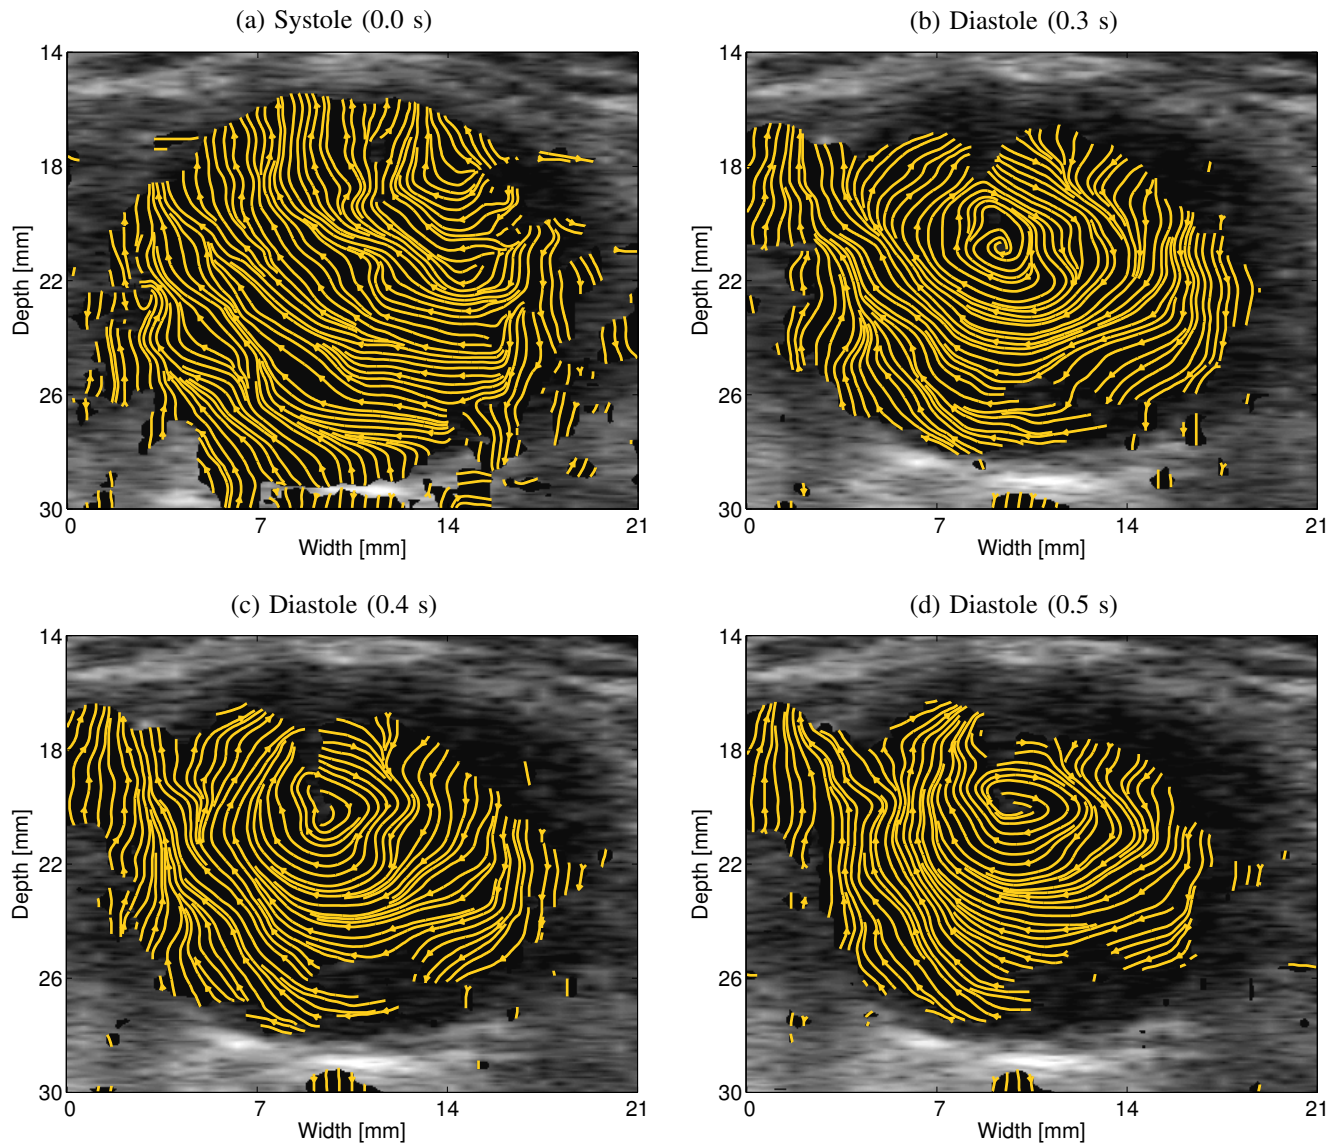 (a) Systole (0.0 s)
(b) Diastole (0.3 s)
14
18
22
26
30
Depth [mm]
0 7 14 21
Width [mm]
14
18
22
26
30
Depth [mm]
0 7 14 21
Width [mm]
(c) Diastole (0.4 s)
(d) Diastole (0.5 s)
14
18
22
26
30
Depth [mm]
0 7 14 21
Width [mm]
14
18
22
26
30
Depth [mm]
0 7 14 21
Width [mm]